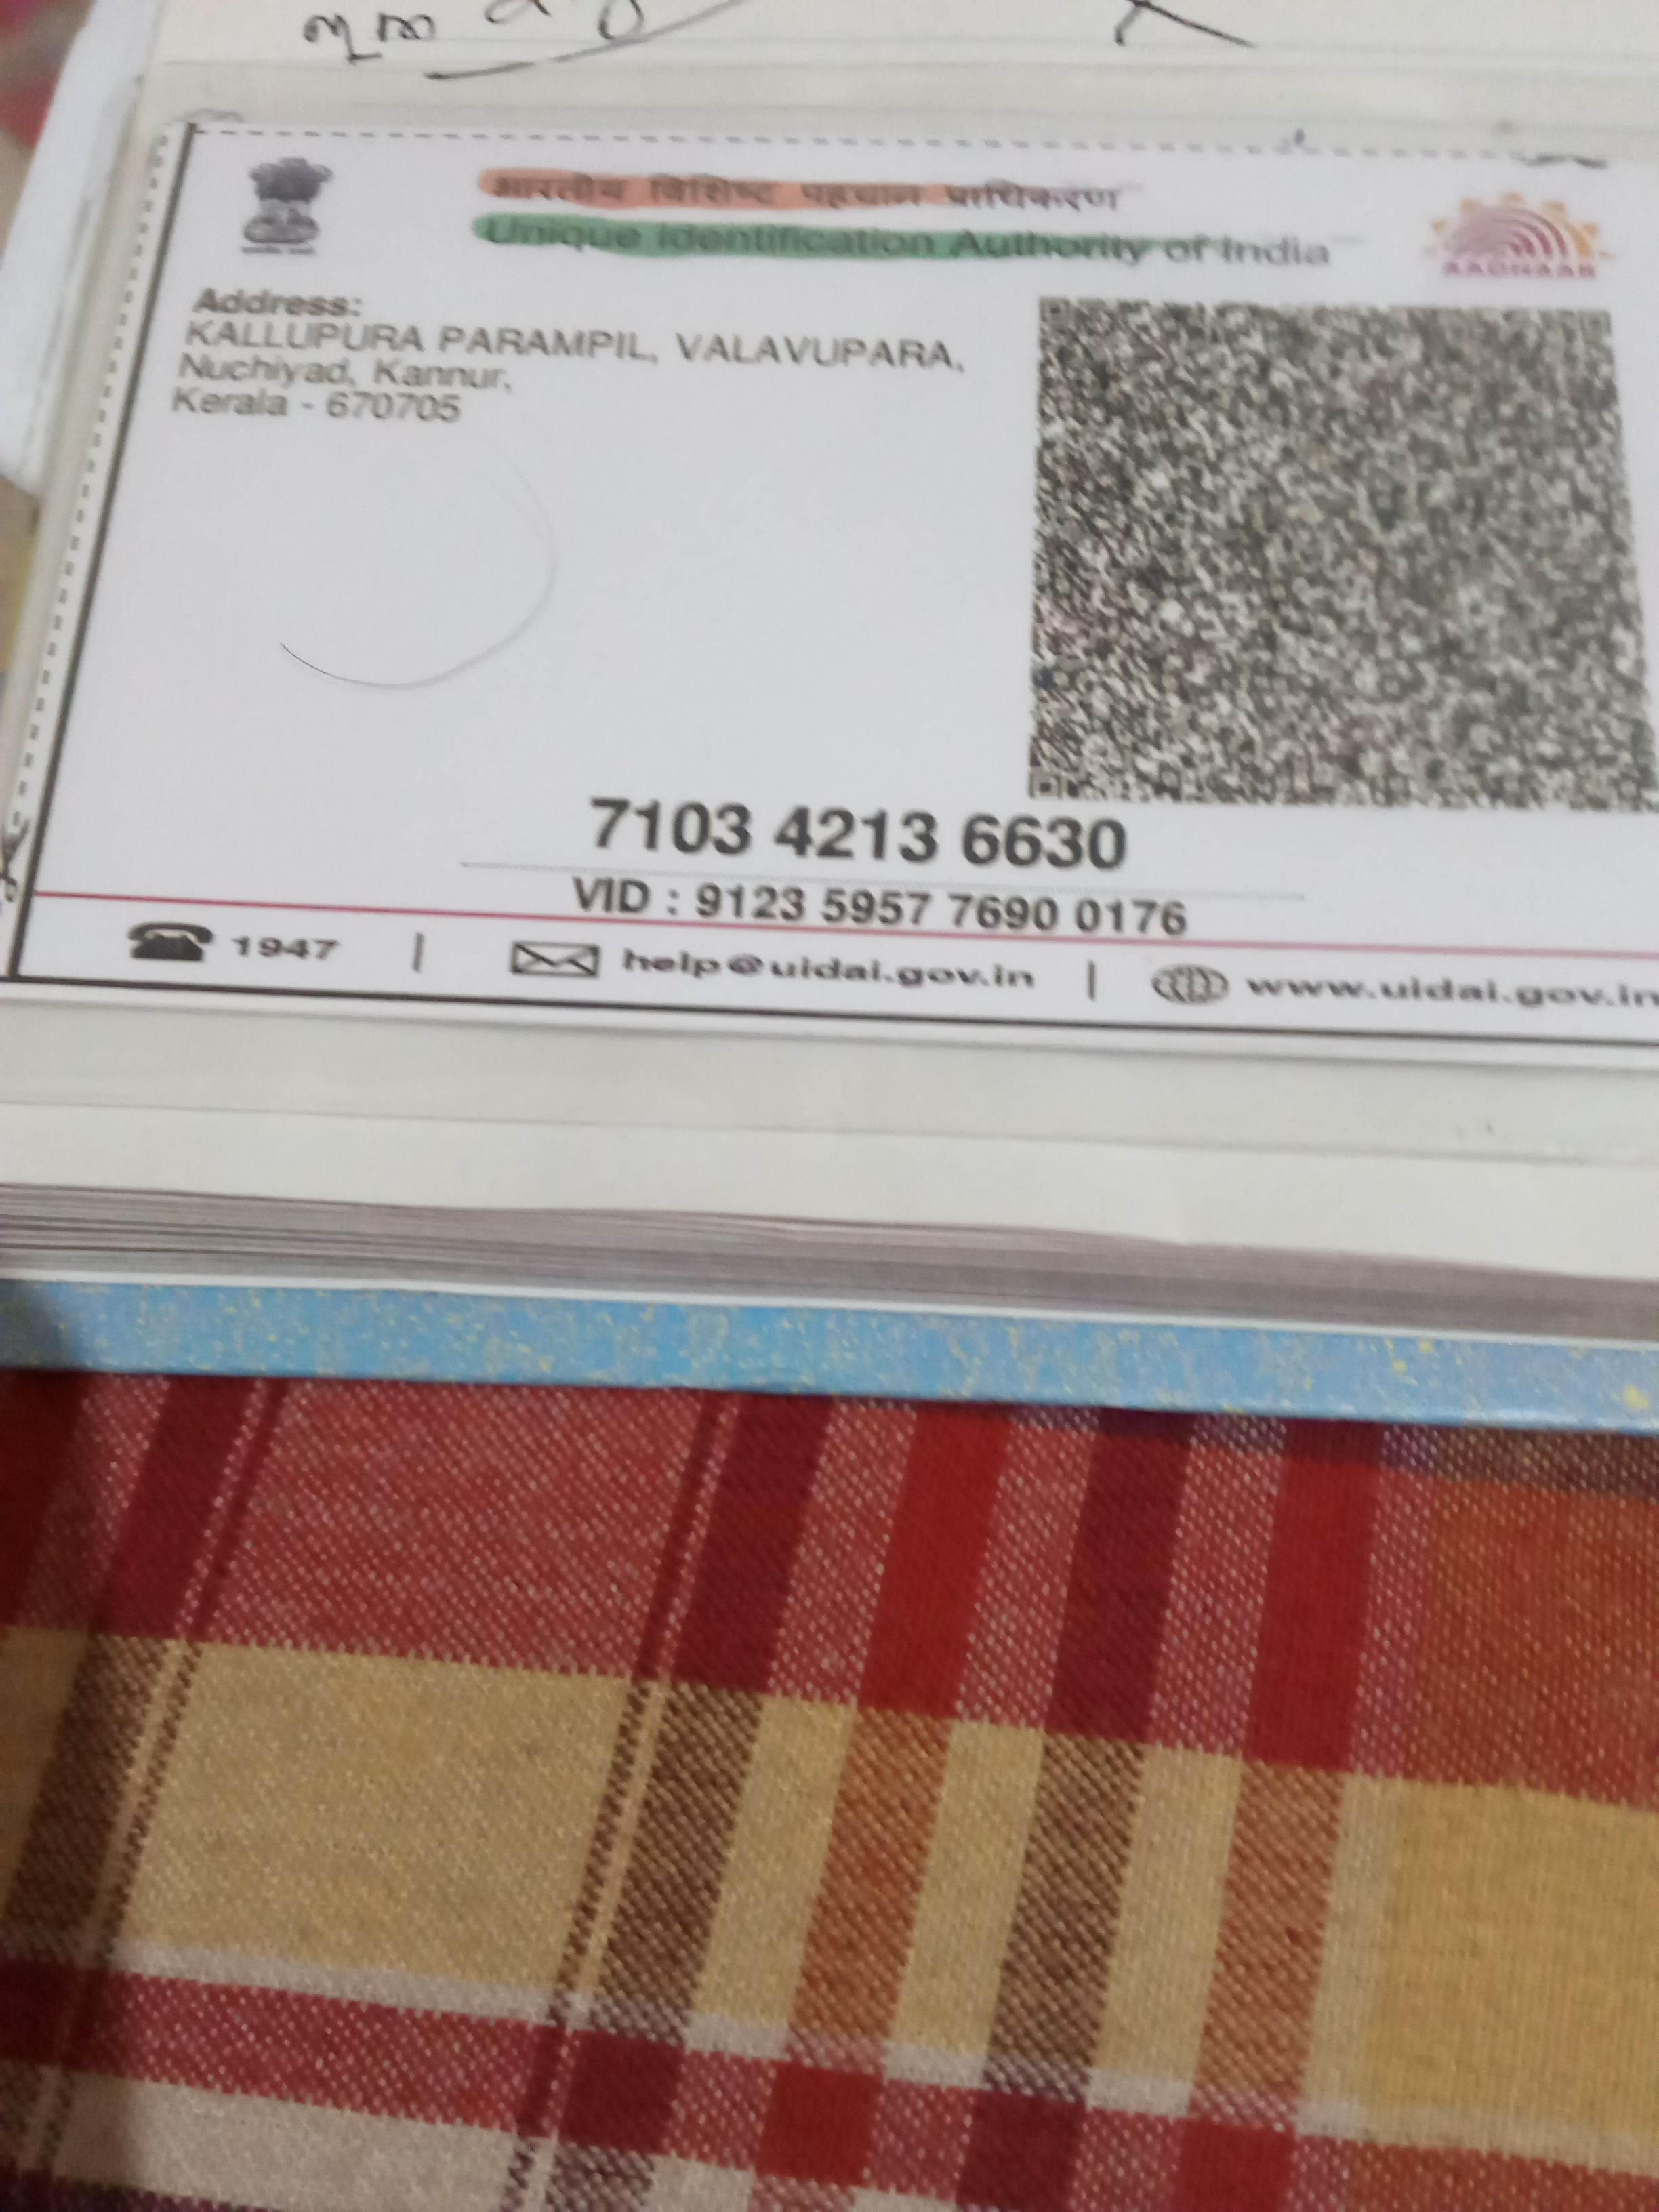 भारतीय विशिष्ट पहचान प्राधिकरण
Unique Identification Authority of India
AADHAAR
Address:
KALLUPURA PARAMPIL, VALAVUPARA,
Nuchiyad, Kannur,
Kerala - 670705
7103 4213 6630
VID : 9123 5957 7690 0176
1947 | help@uidai.gov.in | www.uidai.gov.in